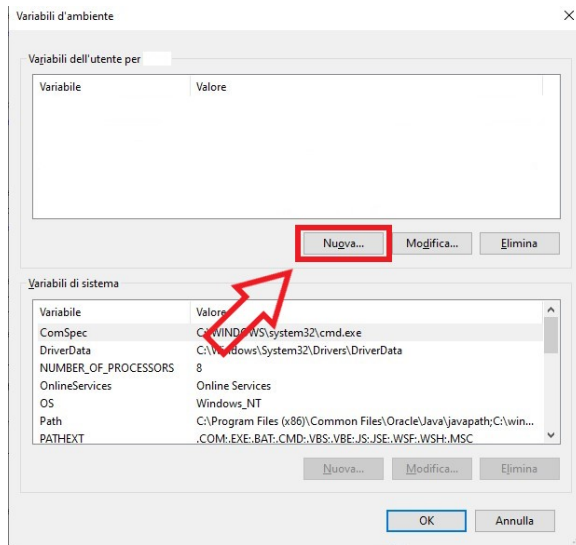 Variabili d'ambiente
Variabili dell'utente per
Variabile Valore
Nuova... Modifica... Elimina
Variabili di sistema
Variabile Valore
ComSpec C:\WINDOWS\system32\cmd.exe
DriverData C:\Windows\System32\Drivers\DriverData
NUMBER_OF_PROCESSORS 8
OnlineServices Online Services
OS Windows_NT
Path C:\Program Files (x86)\Common Files\Oracle\Java\javapath;C:\win...
PATHEXT .COM;.EXE;.BAT;.CMD;.VBS;.VBE;.JS;.JSE;.WSF;.WSH;.MSC
Nuova... Modifica... Elimina
OK Annulla